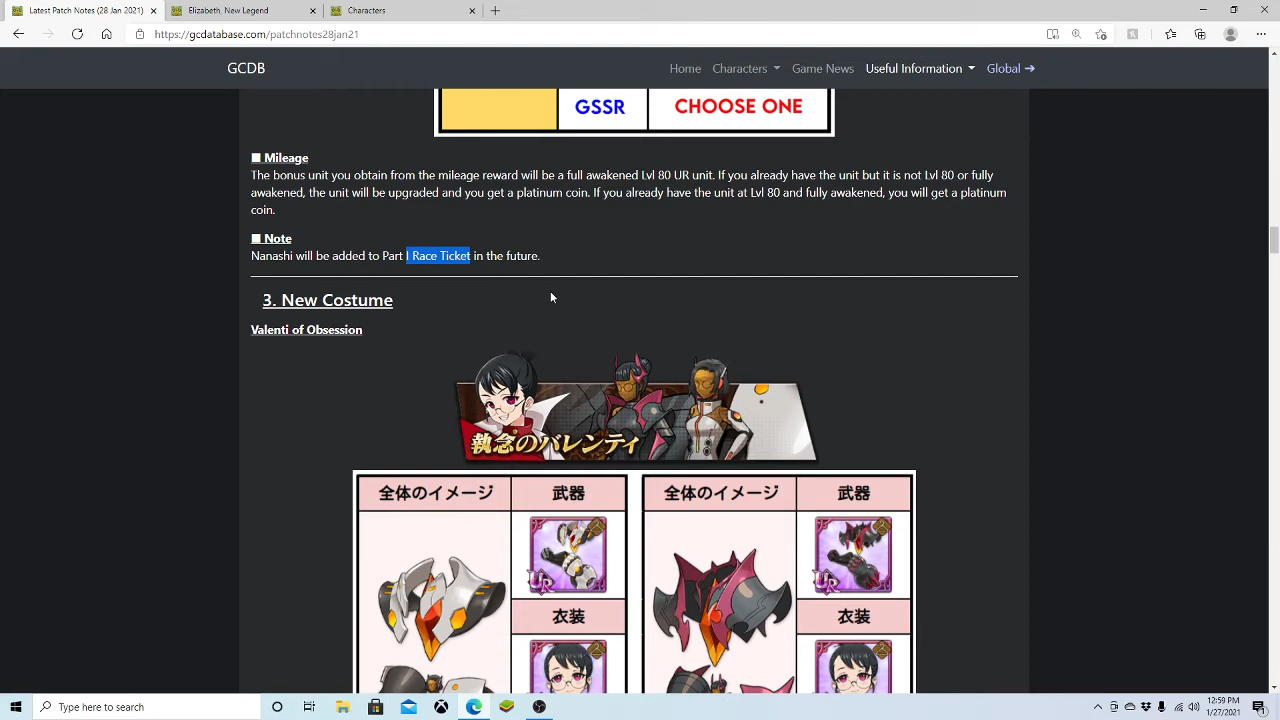 Latest Patch Notes (28 Jan 2021)
Elizabeth, New Legend
Characters
https://gcdatabase.com/patchnotes28jan21
GCDB
Home
Characters
Game News
Useful Information
Global ➔
GSSR
CHOOSE ONE
■ Mileage
The bonus unit you obtain from the mileage reward will be a full awakened Lvl 80 UR unit. If you already have the unit but it is not Lvl 80 or fully
awakened, the unit will be upgraded and you get a platinum coin. If you already have the unit at Lvl 80 and fully awakened, you will get a platinum
coin.
■ Note
Nanashi will be added to Part I Race Ticket in the future.
3. New Costume
Valenti of Obsession
執念のバレンティ
全体のイメージ
武器
全体のイメージ
武器
UR
UR
衣装
衣装
Type here to search
12:59 PM
1/27/2021